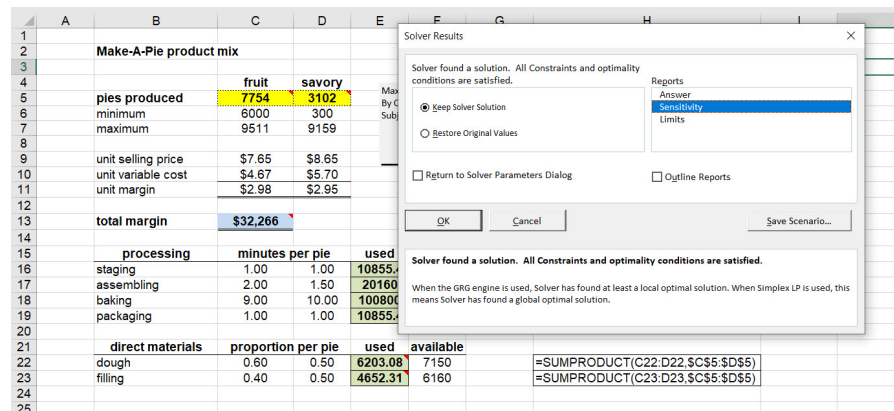 A B C D E F G H I
1
2 Make-A-Pie product mix
3
4 fruit savory
5 pies produced 7754 3102
6 minimum 6000 300
7 maximum 9511 9159
8
9 unit selling price $7.65 $8.65
10 unit variable cost $4.67 $5.70
11 unit margin $2.98 $2.95
12
13 total margin $32,266
14
15 processing minutes per pie used
16 staging 1.00 1.00 10855.4
17 assembling 2.00 1.50 20160
18 baking 9.00 10.00 100800
19 packaging 1.00 1.00 10855.4
20
21 direct materials proportion per pie used available
22 dough 0.60 0.50 6203.08 7150 =SUMPRODUCT(C22:D22,$C$5:$D$5)
23 filling 0.40 0.50 4652.31 6160 =SUMPRODUCT(C23:D23,$C$5:$D$5)
24
25
By C
Subj
Solver Results
Solver found a solution. All Constraints and optimality
conditions are satisfied.
Reports
Answer
Sensitivity
Limits
Keep Solver Solution
Restore Original Values
Return to Solver Parameters Dialog
Outline Reports
OK Cancel Save Scenario...
Solver found a solution. All Constraints and optimality conditions are satisfied.
When the GRG engine is used, Solver has found at least a local optimal solution. When Simplex LP is used, this
means Solver has found a global optimal solution.